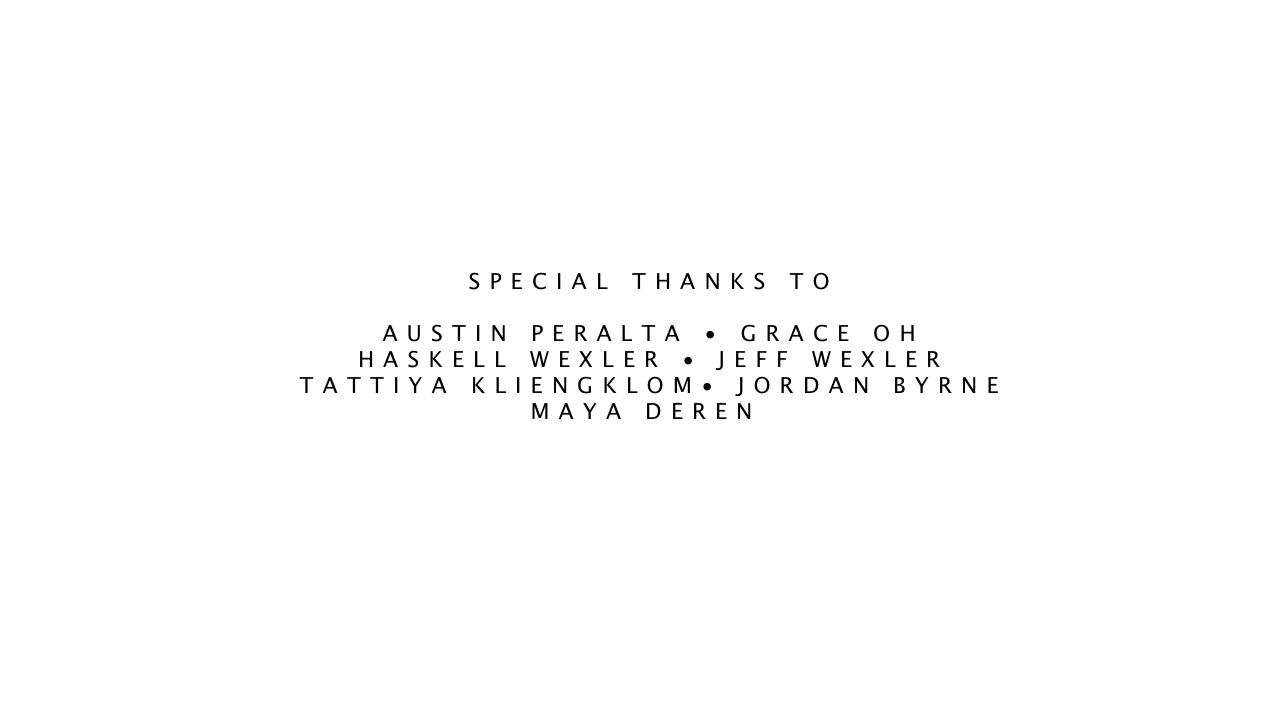 SPECIAL THANKS TO
AUSTIN PERALTA • GRACE OH
HASKELL WEXLER • JEFF WEXLER
TATTIYA KLIENGKLOM• JORDAN BYRNE
MAYA DEREN